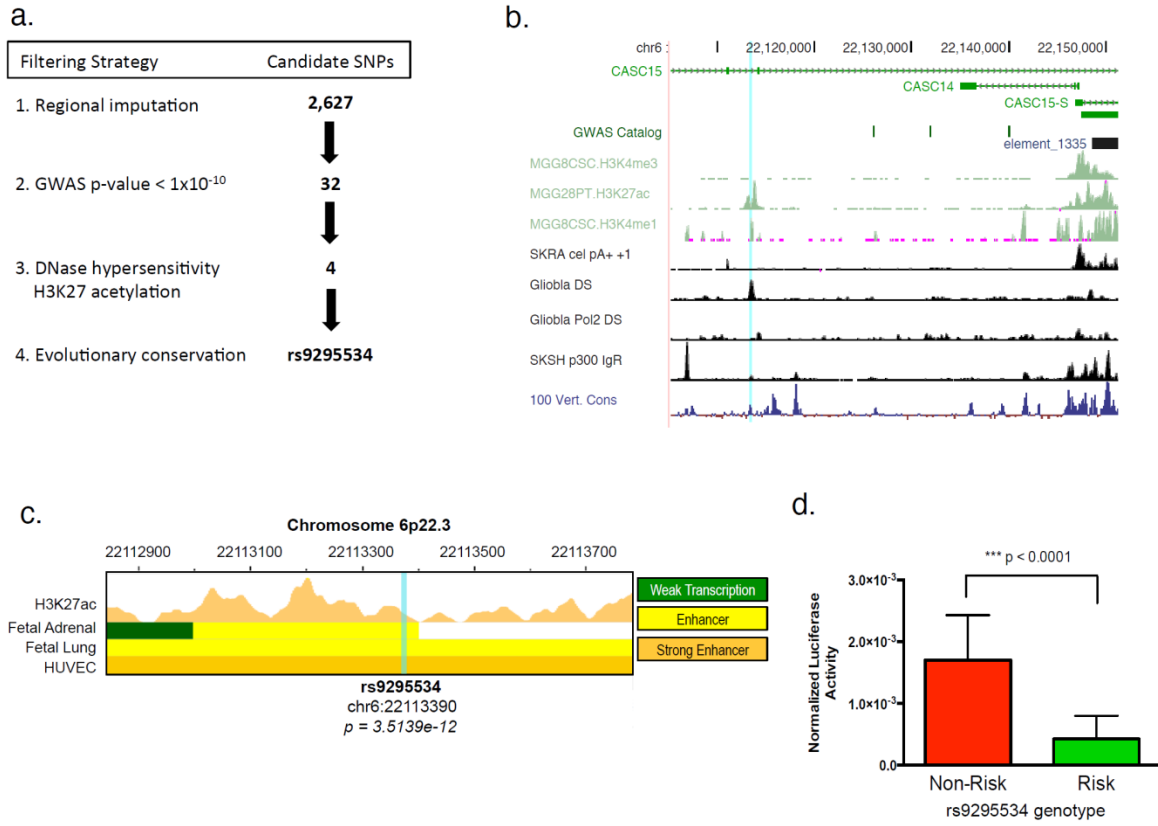 a.
Filtering Strategy Candidate SNPs
1. Regional imputation 2,627
2. GWAS p-value < 1x10⁻¹⁰ 32
3. DNase hypersensitivity 4
H3K27 acetylation
4. Evolutionary conservation rs9295534
b.
chr6 : 22,120,000 22,130,000 22,140,000 22,150,000
CASC15
CASC14
CASC15-S
GWAS Catalog
element_1335
MGG8CSC.H3K4me3
MGG28PT.H3K27ac
MGG8CSC.H3K4me1
SKRA cel pA+ +1
Gliobla DS
Gliobla Pol2 DS
SKSH p300 IgR
100 Vert. Cons
c.
Chromosome 6p22.3
22112900 22113100 22113300 22113500 22113700
H3K27ac
Fetal Adrenal
Fetal Lung
HUVEC
Weak Transcription
Enhancer
Strong Enhancer
rs9295534
chr6:22113390
p = 3.5139e-12
d.
*** p < 0.0001
Normalized Luciferase
Activity
3.0×10⁻³
2.0×10⁻³
1.0×10⁻³
0.0
Non-Risk Risk
rs9295534 genotype